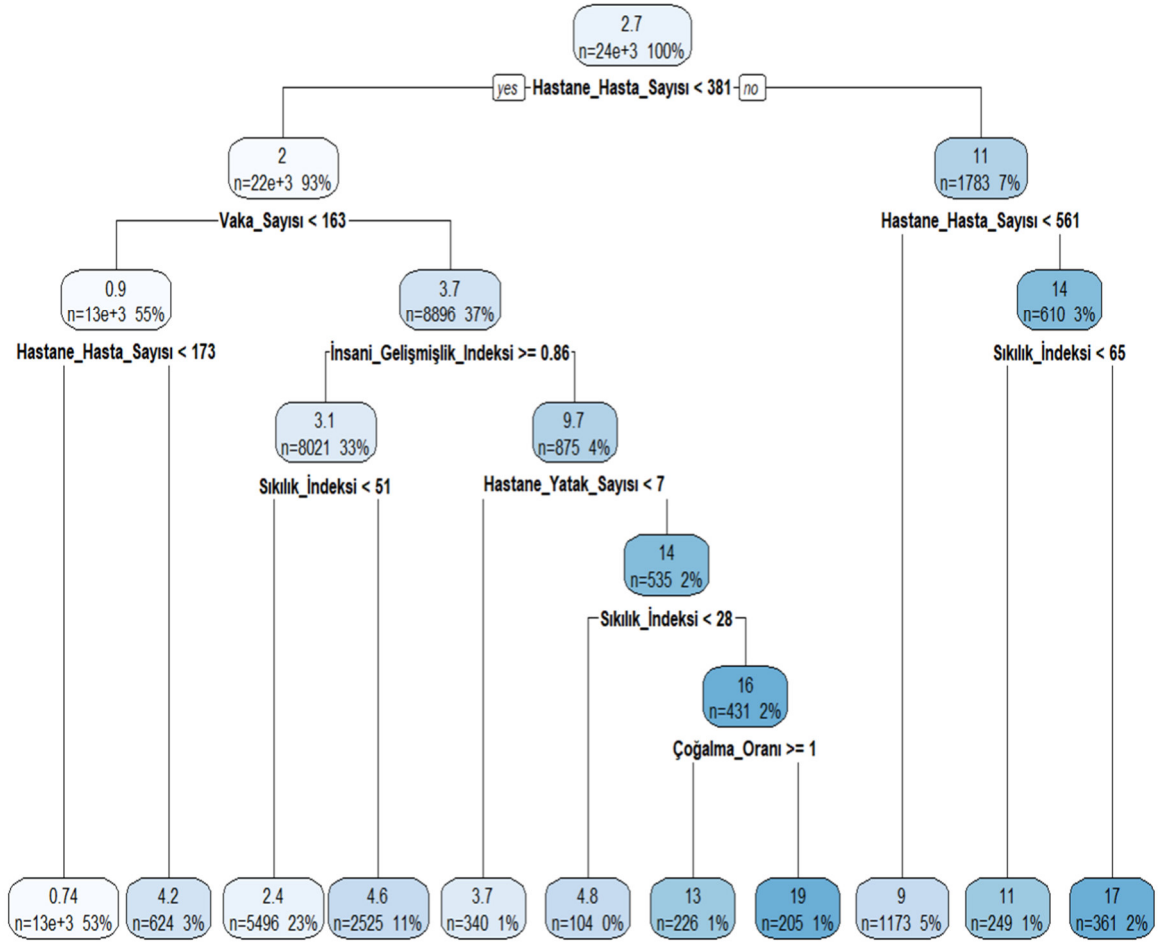 2.7
n=24e+3 100%
yes Hastane_Hasta_Sayısı < 381 no
2
n=22e+3 93%
11
n=1783 7%
Vaka_Sayısı < 163
Hastane_Hasta_Sayısı < 561
0.9
n=13e+3 55%
3.7
n=8896 37%
14
n=610 3%
Hastane_Hasta_Sayısı < 173
İnsani_Gelişmişlik_Indeksi >= 0.86
Sıkılık_İndeksi < 65
3.1
n=8021 33%
9.7
n=875 4%
Sıkılık_İndeksi < 51
Hastane_Yatak_Sayısı < 7
14
n=535 2%
Sıkılık_İndeksi < 28
16
n=431 2%
Çoğalma_Oranı >= 1
0.74
n=13e+3 53%
4.2
n=624 3%
2.4
n=5496 23%
4.6
n=2525 11%
3.7
n=340 1%
4.8
n=104 0%
13
n=226 1%
19
n=205 1%
9
n=1173 5%
11
n=249 1%
17
n=361 2%